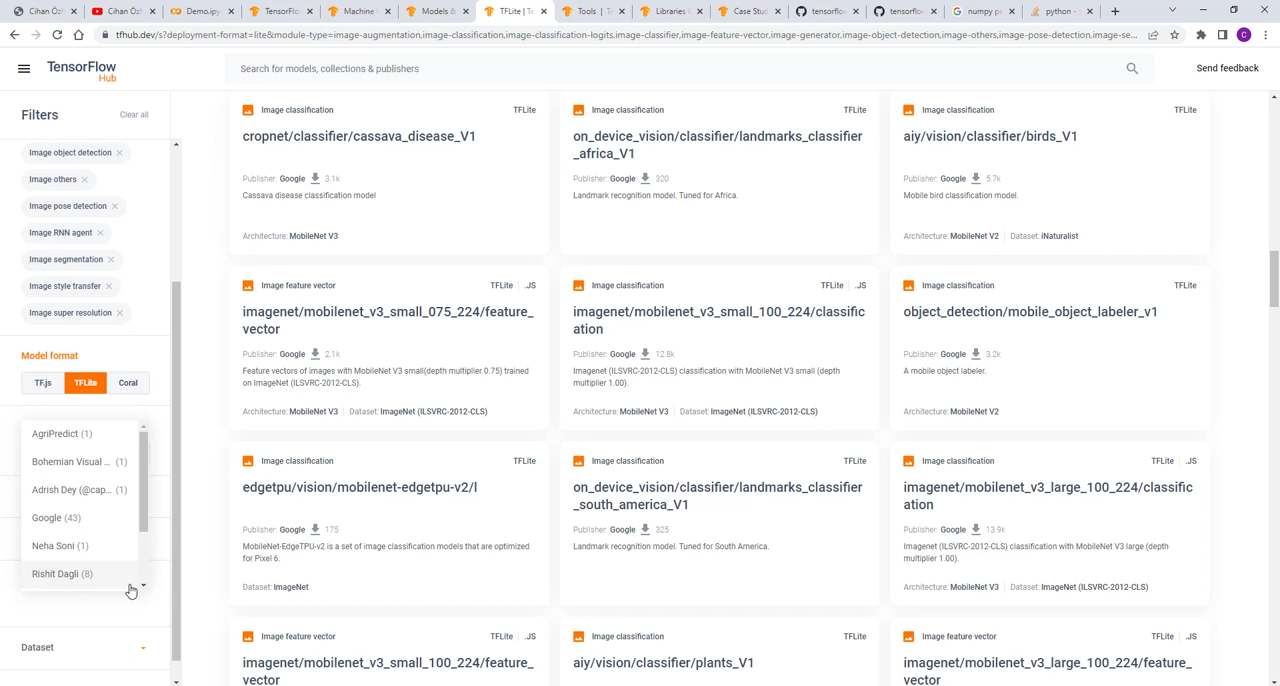 Cihan Özh
Cihan Özh
Demo.ipyn
TensorFlow
Machine L
Models &
TFLite | Te
Tools | Te
Libraries
Case Stud
tensorflow
tensorflow
numpy pe
python - s
tfhub.dev/s?deployment-format=lite&module-type=image-augmentation,image-classification,image-classification-logits,image-classifier,image-feature-vector,image-generator,image-object-detection,image-others,image-pose-detection,image-se...
C
TensorFlow
Hub
Search for models, collections & publishers
Send feedback
Filters
Clear all
Image object detection
Image others
Image pose detection
Image RNN agent
Image segmentation
Image style transfer
Image super resolution
Model format
TF.js
TFLite
Coral
AgriPredict (1)
Bohemian Visual ... (1)
Adrish Dey (@cap... (1)
Google (43)
Neha Soni (1)
Rishit Dagli (8)
Dataset
Image classification
TFLite
cropnet/classifier/cassava_disease_V1
Publisher: Google 3.1k
Cassava disease classification model
Architecture: MobileNet V3
Image classification
TFLite
on_device_vision/classifier/landmarks_classifier
_africa_V1
Publisher: Google 320
Landmark recognition model. Tuned for Africa.
Image classification
TFLite
aiy/vision/classifier/birds_V1
Publisher: Google 5.7k
Mobile bird classification model.
Architecture: MobileNet V2 Dataset: iNaturalist
Image feature vector
TFLite .JS
imagenet/mobilenet_v3_small_075_224/feature_
vector
Publisher: Google 2.1k
Feature vectors of images with MobileNet V3 small(depth multiplier 0.75) trained
on ImageNet (ILSVRC-2012-CLS).
Architecture: MobileNet V3 Dataset: ImageNet (ILSVRC-2012-CLS)
Image classification
TFLite .JS
imagenet/mobilenet_v3_small_100_224/classific
ation
Publisher: Google 12.8k
Imagenet (ILSVRC-2012-CLS) classification with MobileNet V3 small (depth
multiplier 1.00).
Architecture: MobileNet V3 Dataset: ImageNet (ILSVRC-2012-CLS)
Image classification
TFLite
object_detection/mobile_object_labeler_v1
Publisher: Google 3.2k
A mobile object labeler.
Architecture: MobileNet V2
Image classification
TFLite
edgetpu/vision/mobilenet-edgetpu-v2/l
Publisher: Google 175
MobileNet-EdgeTPU-v2 is a set of image classification models that are optimized
for Pixel 6.
Dataset: ImageNet
Image classification
TFLite
on_device_vision/classifier/landmarks_classifier
_south_america_V1
Publisher: Google 325
Landmark recognition model. Tuned for South America.
Image classification
TFLite .JS
imagenet/mobilenet_v3_large_100_224/classific
ation
Publisher: Google 13.9k
Imagenet (ILSVRC-2012-CLS) classification with MobileNet V3 large (depth
multiplier 1.00).
Architecture: MobileNet V3 Dataset: ImageNet (ILSVRC-2012-CLS)
Image feature vector
TFLite .JS
imagenet/mobilenet_v3_small_100_224/feature_
vector
Image classification
TFLite
aiy/vision/classifier/plants_V1
Image feature vector
TFLite .JS
imagenet/mobilenet_v3_large_100_224/feature_
vector